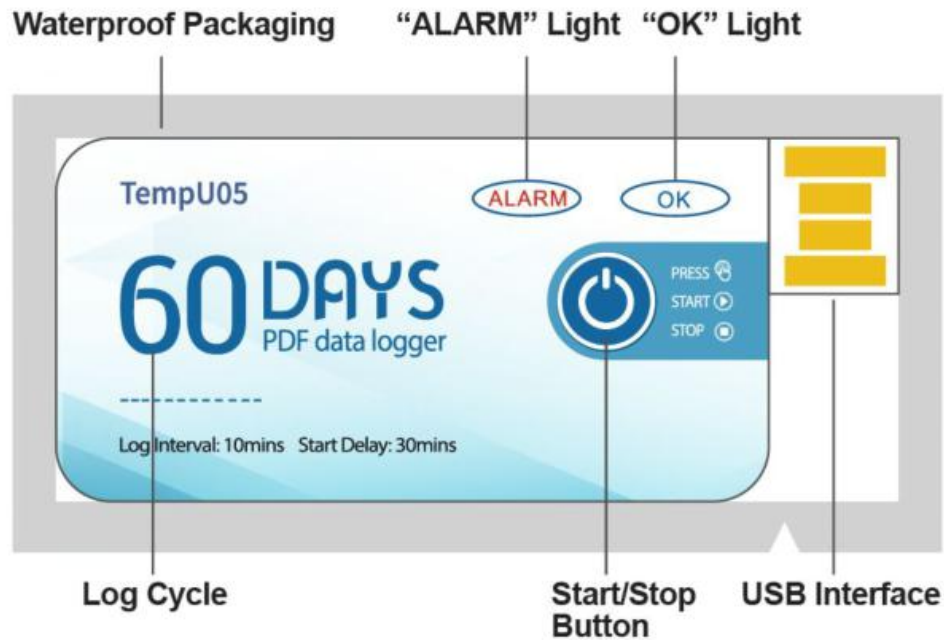 Waterproof Packaging “ALARM” Light “OK” Light
TempU05
ALARM
OK
60 DAYS
PDF data logger
PRESS
START
STOP
------------
Log Interval: 10mins Start Delay: 30mins
Log Cycle
Start/Stop
Button
USB Interface